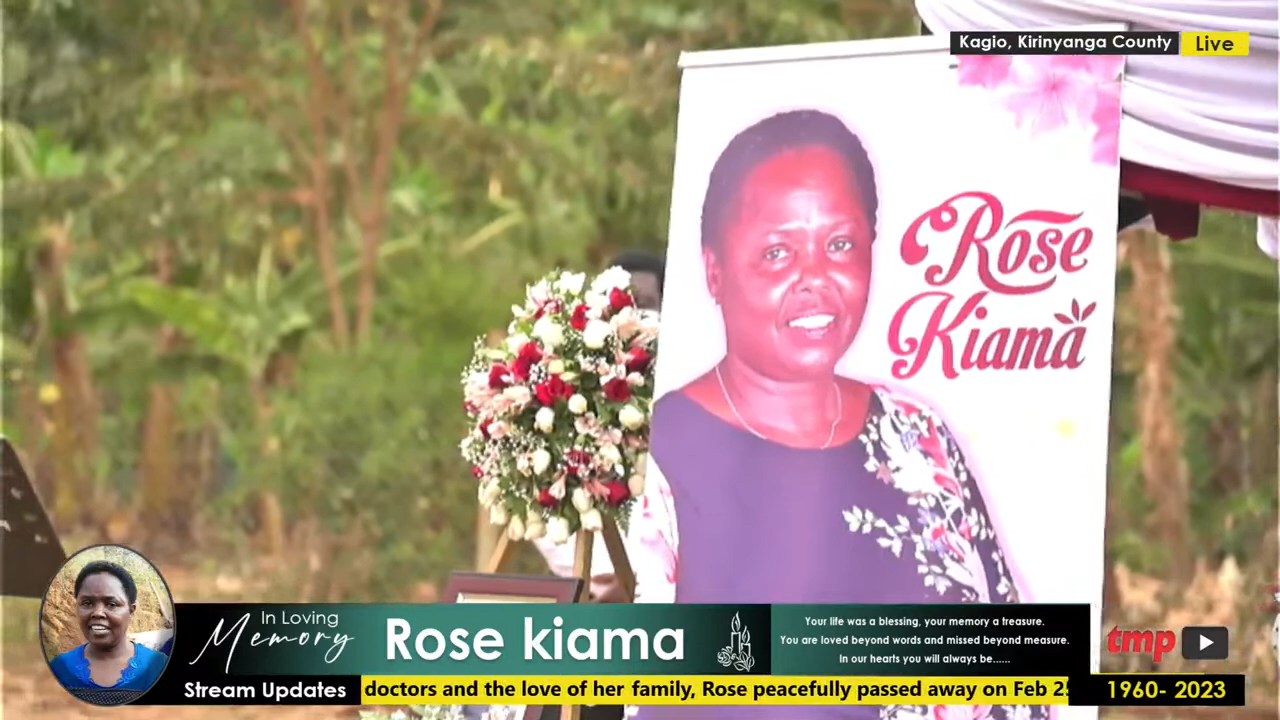 Kagio, Kirinyanga County Live
Rose
Kiama
In Loving
Memory
Rose kiama
Your life was a blessing, your memory a treasure.
You are loved beyond words and missed beyond measure.
In our hearts you will always be......
tmp
Stream Updates doctors and the love of her family, Rose peacefully passed away on Feb 2
1960- 2023